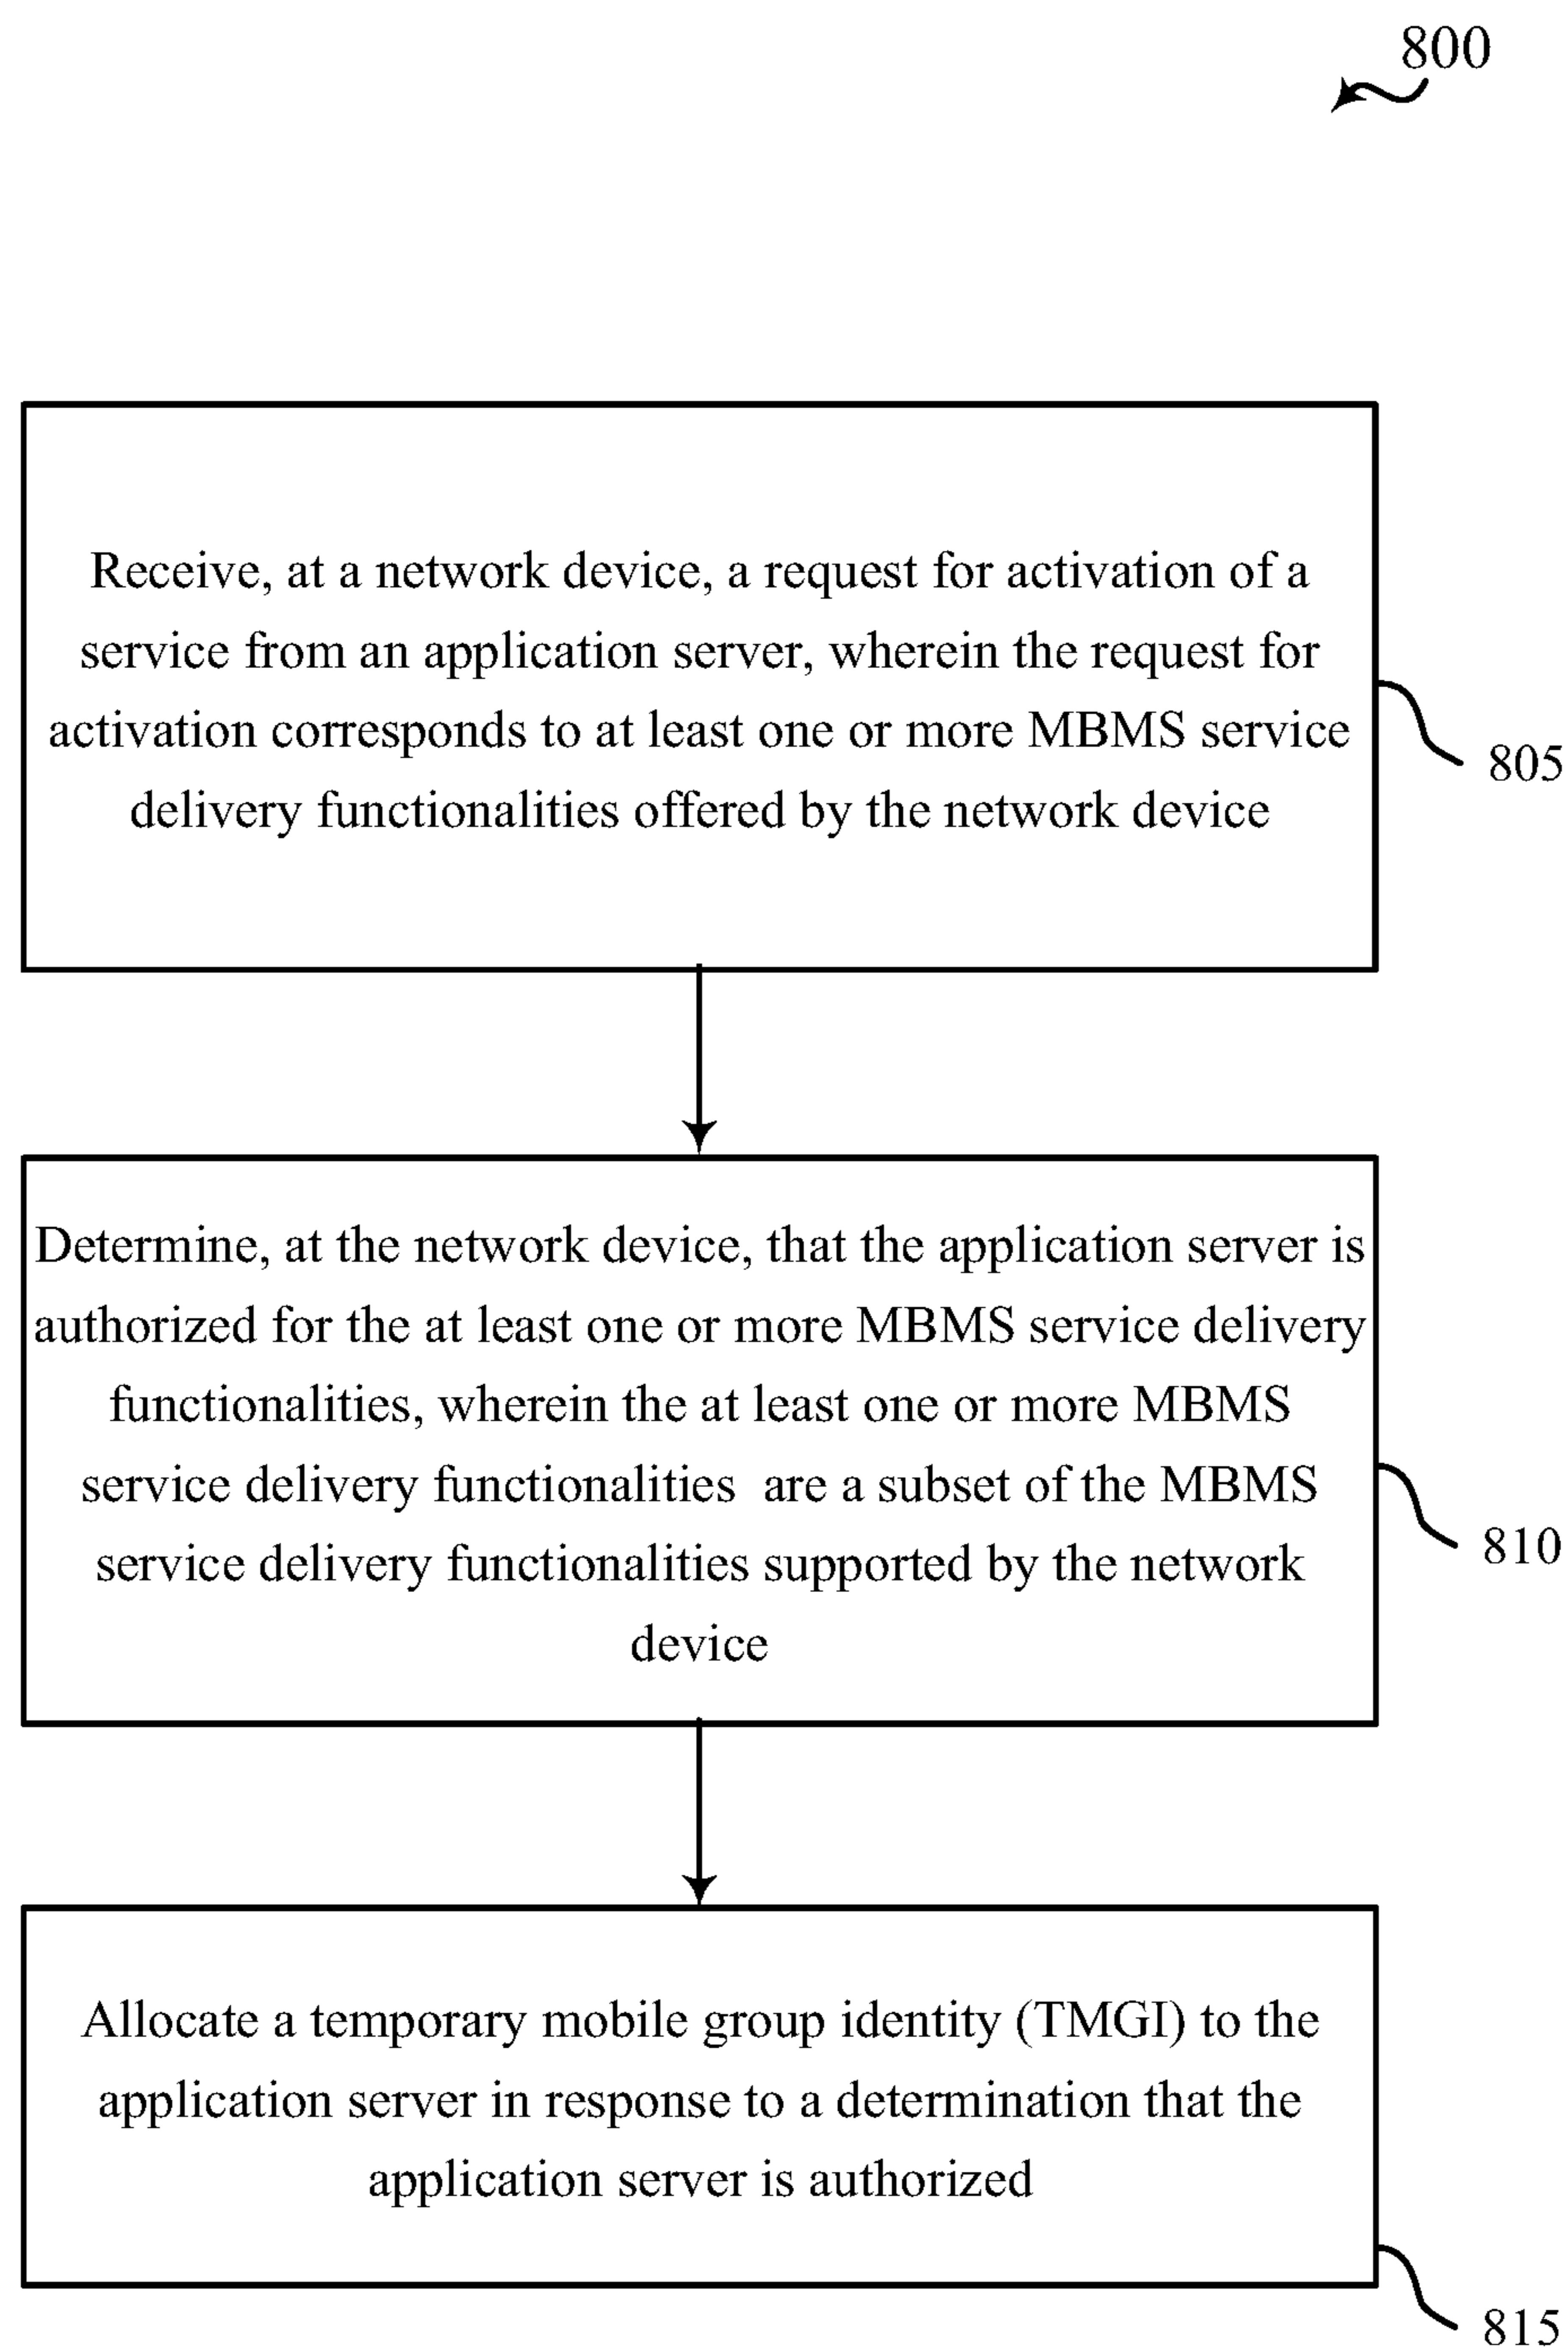 800
Receive, at a network device, a request for activation of a
service from an application server, wherein the request for
activation corresponds to at least one or more MBMS service
delivery functionalities offered by the network device
805
Determine, at the network device, that the application server is
authorized for the at least one or more MBMS service delivery
functionalities, wherein the at least one or more MBMS
service delivery functionalities are a subset of the MBMS
service delivery functionalities supported by the network
device
810
Allocate a temporary mobile group identity (TMGI) to the
application server in response to a determination that the
application server is authorized
815